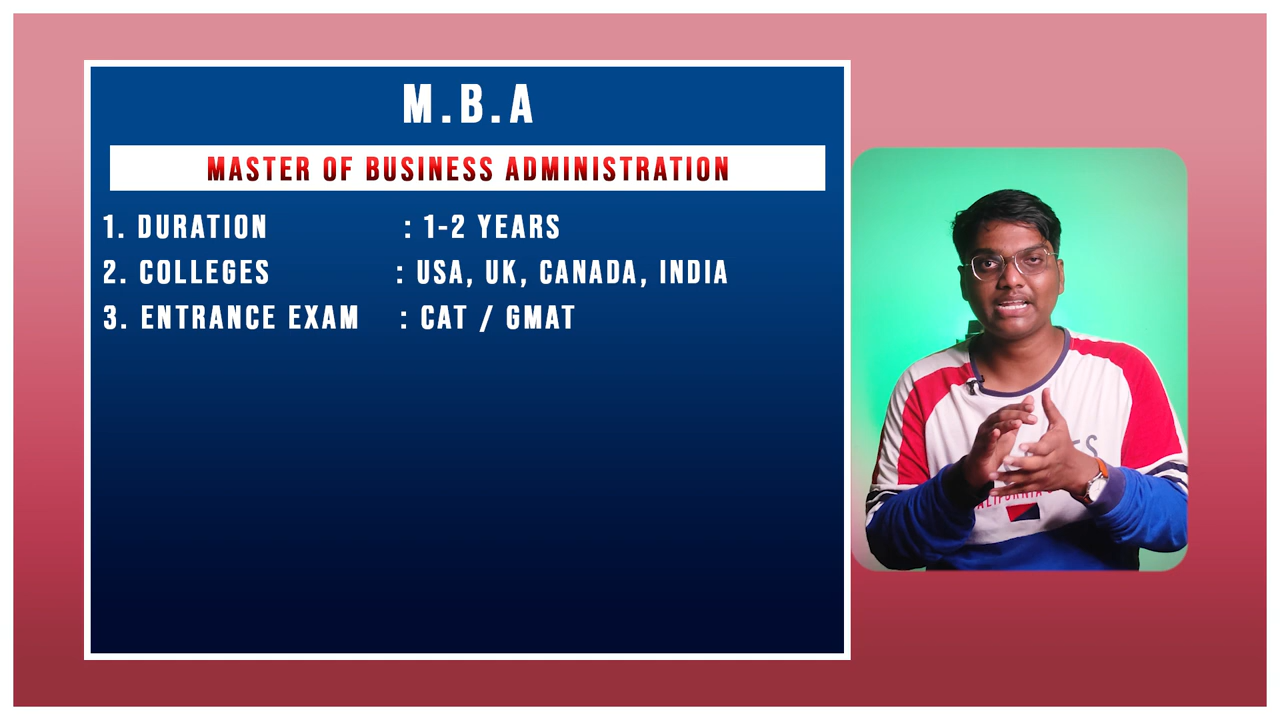 M.B.A
MASTER OF BUSINESS ADMINISTRATION
1. DURATION : 1-2 YEARS
2. COLLEGES : USA, UK, CANADA, INDIA
3. ENTRANCE EXAM : CAT / GMAT